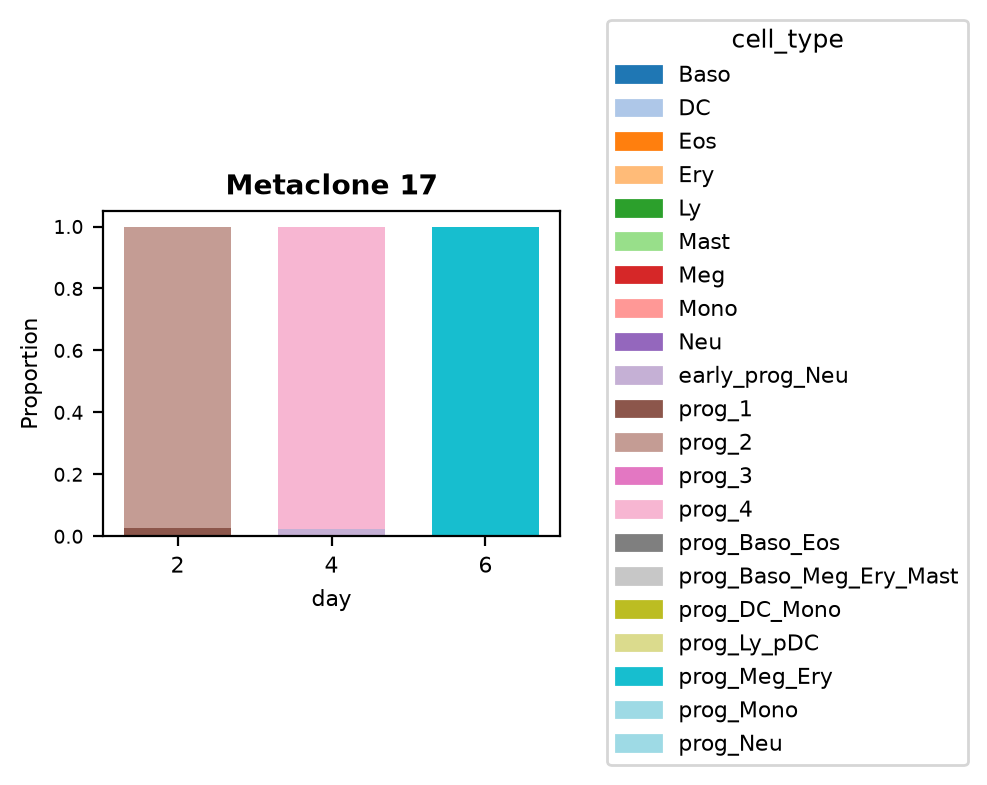 Metaclone 17
Proportion
1.0
0.8
0.6
0.4
0.2
0.0
2 4 6
day
cell_type
Baso
DC
Eos
Ery
Ly
Mast
Meg
Mono
Neu
early_prog_Neu
prog_1
prog_2
prog_3
prog_4
prog_Baso_Eos
prog_Baso_Meg_Ery_Mast
prog_DC_Mono
prog_Ly_pDC
prog_Meg_Ery
prog_Mono
prog_Neu